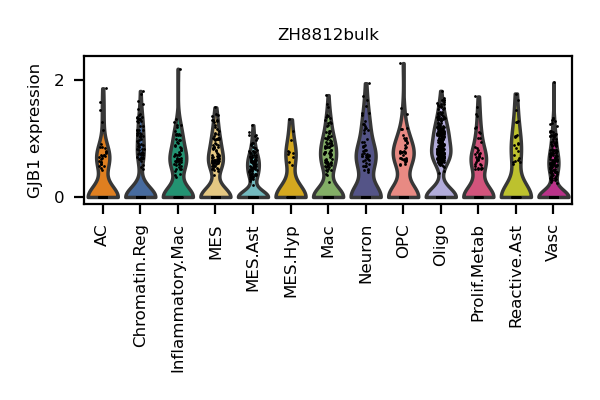 ZH8812bulk
GJB1 expression
2
0
AC
Chromatin.Reg
Inflammatory.Mac
MES
MES.Ast
MES.Hyp
Mac
Neuron
OPC
Oligo
Prolif.Metab
Reactive.Ast
Vasc